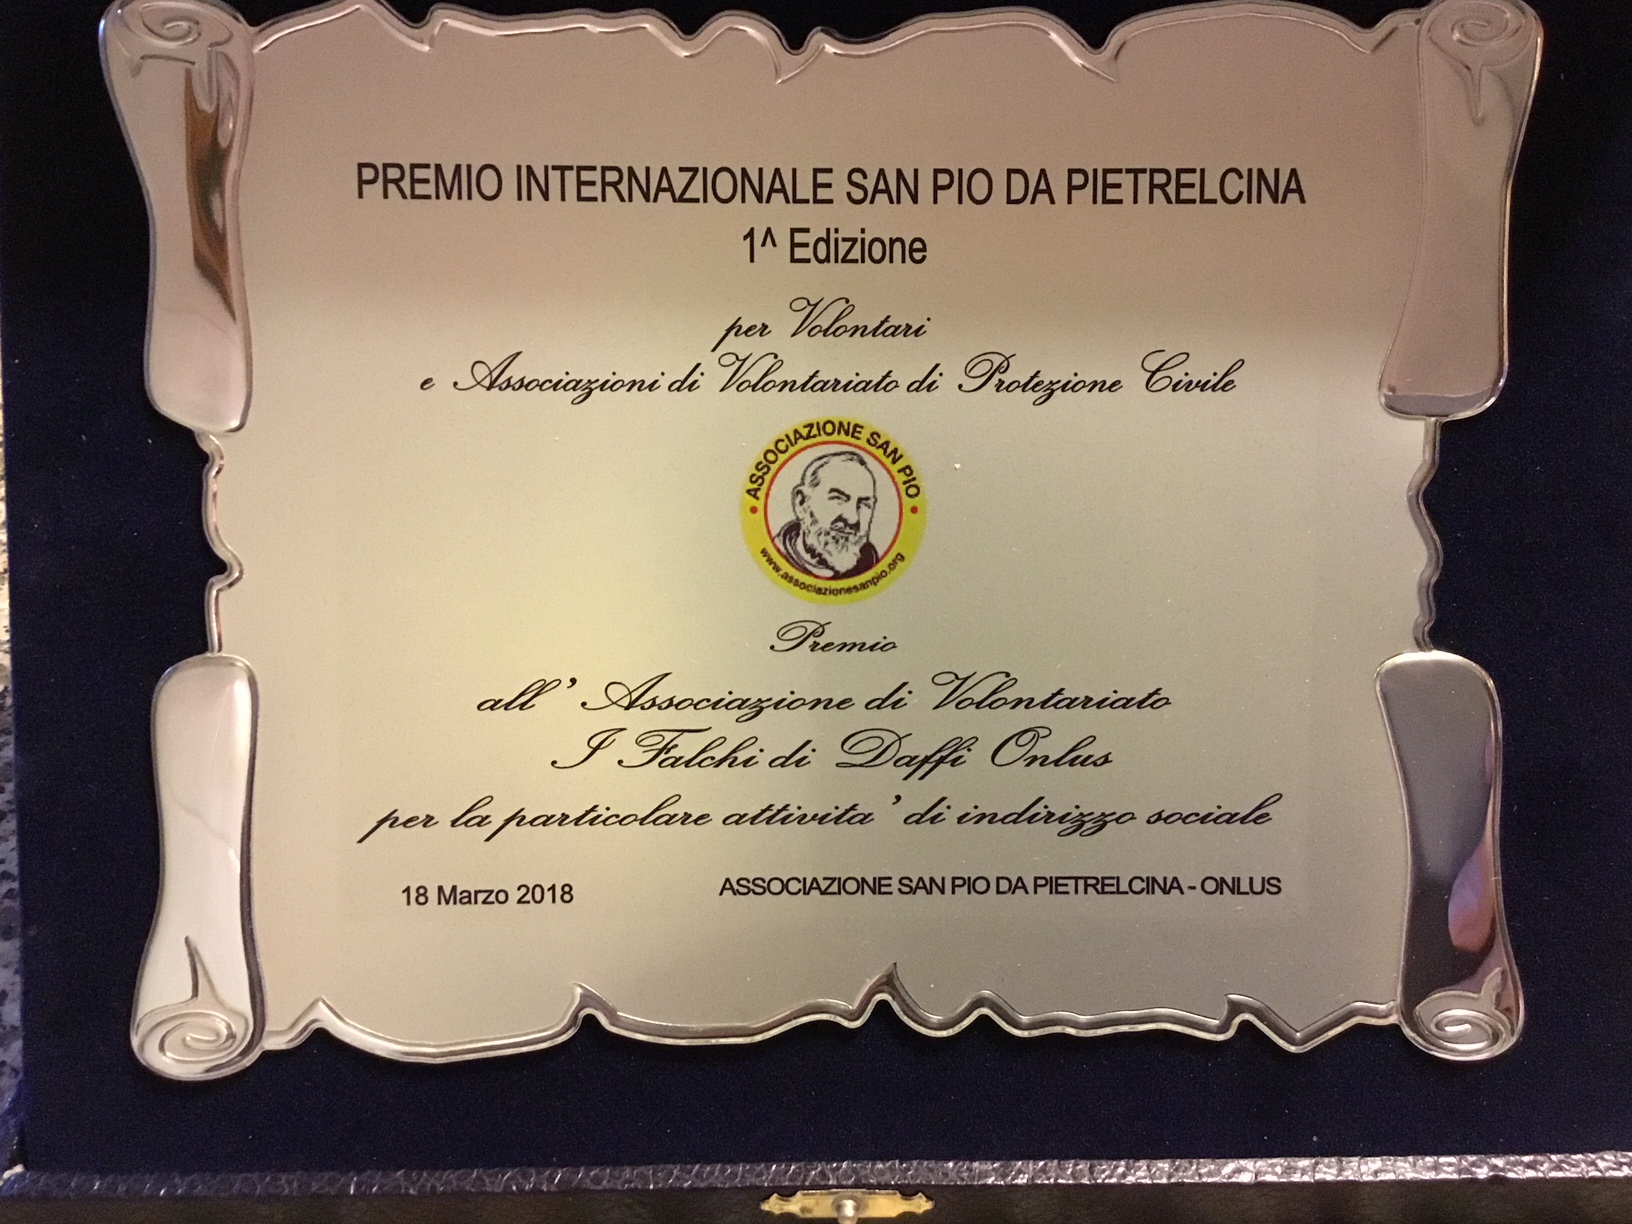 PREMIO INTERNAZIONALE SAN PIO DA PIETRELCINA
1^ Edizione
per Volontari
e Associazioni di Volontariato di Protezione Civile
ASSOCIAZIONE SAN PIO
www.associazionesanpio.org
Premio
all' Associazione di Volontariato
I Falchi di Daffi Onlus
per la particolare attivita' di indirizzo sociale
18 Marzo 2018
ASSOCIAZIONE SAN PIO DA PIETRELCINA - ONLUS